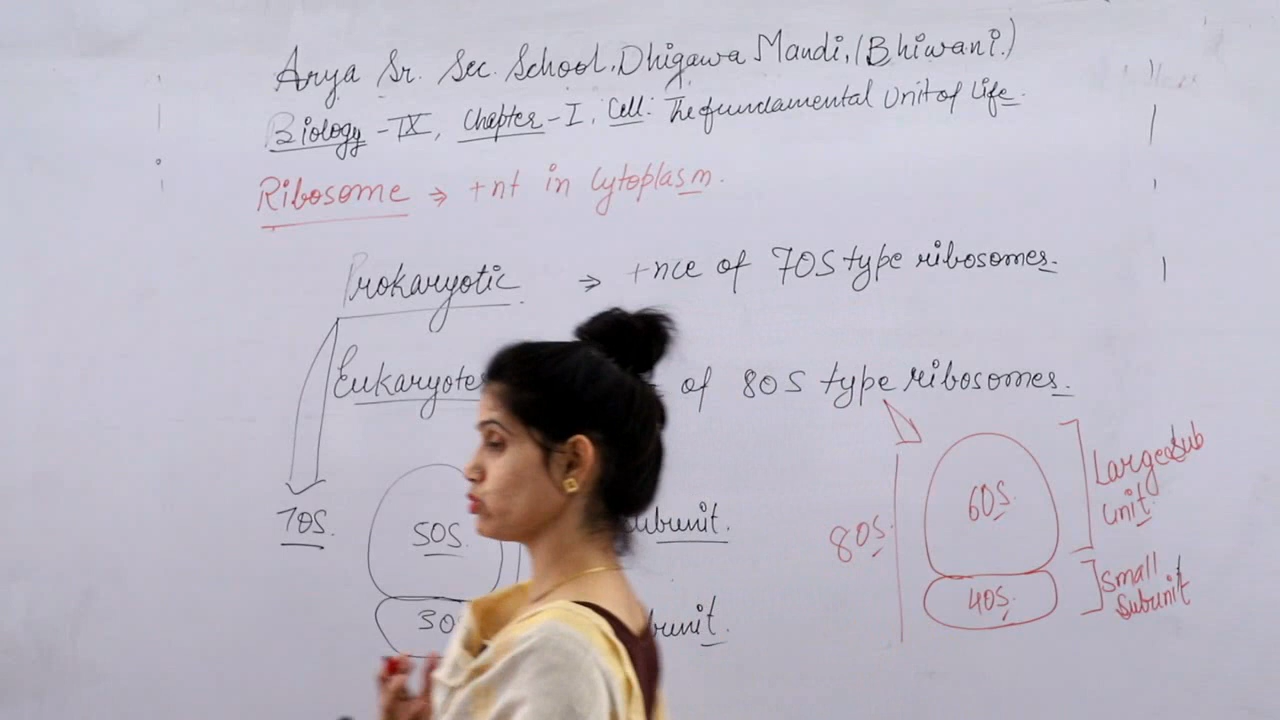 Arya Sr. Sec. School, Dhigawa Mandi, (Bhiwani.)
Biology - IX, Chapter - I, Cell: The fundamental Unit of Life.
Ribosome ⇒ +nt in Cytoplasm.
Prokaryotic ⇒ +nce of 70S type ribosomes.
Eukaryote of 80S type ribosomes.
70S. 50S. subunit.
30
80S. 60S. Large sub
unit.
40S. Small
Subunit